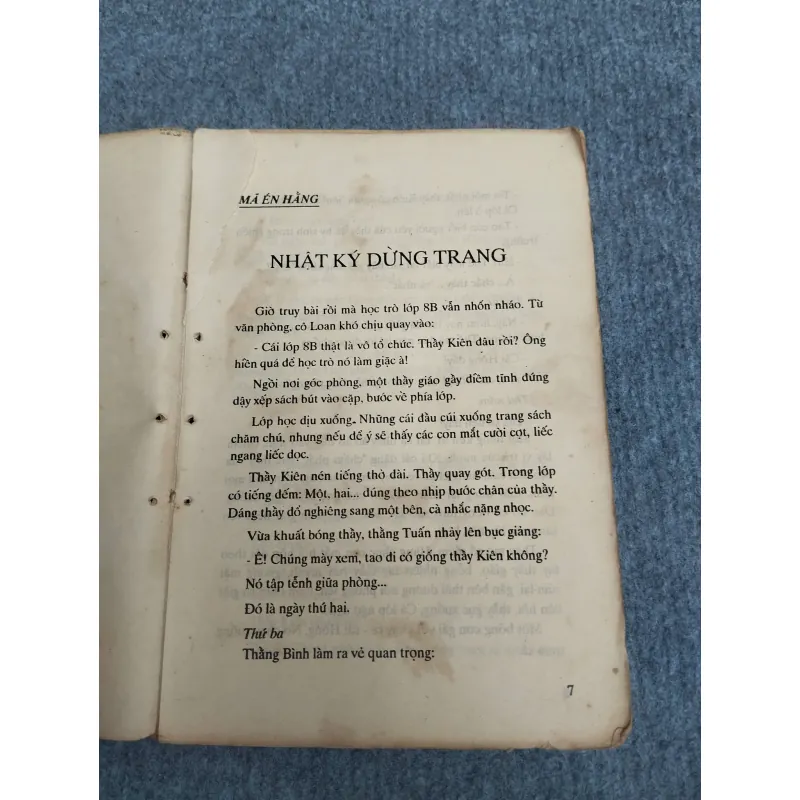 MÃ ÉN HẰNG
NHẬT KÝ DỪNG TRANG
Giờ truy bài rồi mà học trò lớp 8B vẫn nhốn nháo. Từ
văn phòng, cô Loan khó chịu quay vào:
- Cái lớp 8B thật là vô tổ chức. Thầy Kiên đâu rồi? Ông
hiền quá để học trò nó làm giặc à!
Ngồi nơi góc phòng, một thầy giáo gầy điềm tĩnh đứng
dậy xếp sách bút vào cặp, bước về phía lớp.
Lớp học dịu xuống. Những cái đầu cúi xuống trang sách
chăm chú, nhưng nếu để ý sẽ thấy các con mắt cười cợt, liếc
ngang liếc dọc.
Thầy Kiên nén tiếng thở dài. Thầy quay gót. Trong lớp
có tiếng đếm: Một, hai... đúng theo nhịp bước chân của thầy.
Dáng thầy đổ nghiêng sang một bên, cà nhắc nặng nhọc.
Vừa khuất bóng thầy, thằng Tuấn nhảy lên bục giảng:
- Ê! Chúng mày xem, tao đi có giống thầy Kiên không?
Nó tập tễnh giữa phòng...
Đó là ngày thứ hai.
Thứ ba
Thằng Bình làm ra vẻ quan trọng:
7